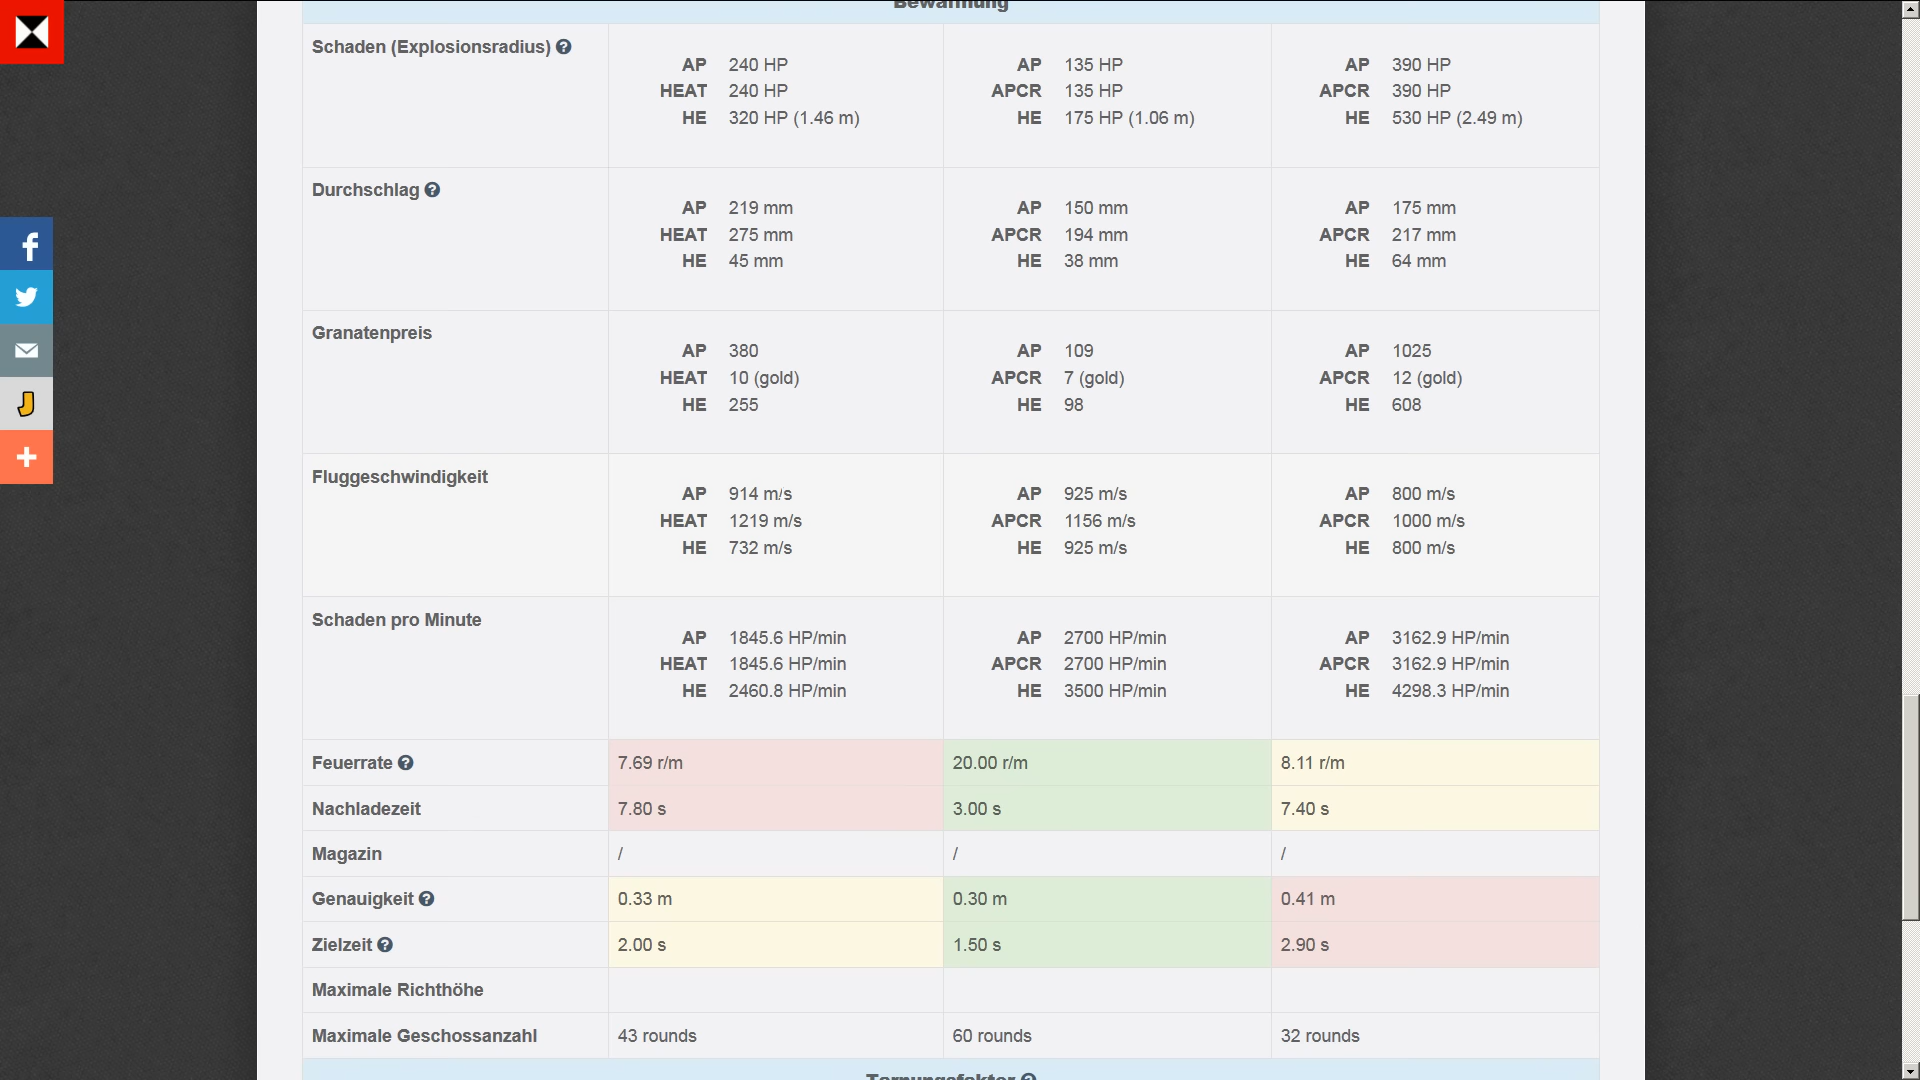 Bewaffnung
Schaden (Explosionsradius)
AP 240 HP
HEAT 240 HP
HE 320 HP (1.46 m)
AP 135 HP
APCR 135 HP
HE 175 HP (1.06 m)
AP 390 HP
APCR 390 HP
HE 530 HP (2.49 m)
Durchschlag
AP 219 mm
HEAT 275 mm
HE 45 mm
AP 150 mm
APCR 194 mm
HE 38 mm
AP 175 mm
APCR 217 mm
HE 64 mm
Granatenpreis
AP 380
HEAT 10 (gold)
HE 255
AP 109
APCR 7 (gold)
HE 98
AP 1025
APCR 12 (gold)
HE 608
Fluggeschwindigkeit
AP 914 m/s
HEAT 1219 m/s
HE 732 m/s
AP 925 m/s
APCR 1156 m/s
HE 925 m/s
AP 800 m/s
APCR 1000 m/s
HE 800 m/s
Schaden pro Minute
AP 1845.6 HP/min
HEAT 1845.6 HP/min
HE 2460.8 HP/min
AP 2700 HP/min
APCR 2700 HP/min
HE 3500 HP/min
AP 3162.9 HP/min
APCR 3162.9 HP/min
HE 4298.3 HP/min
Feuerrate 7.69 r/m 20.00 r/m 8.11 r/m
Nachladezeit 7.80 s 3.00 s 7.40 s
Magazin / / /
Genauigkeit 0.33 m 0.30 m 0.41 m
Zielzeit 2.00 s 1.50 s 2.90 s
Maximale Richthöhe
Maximale Geschossanzahl 43 rounds 60 rounds 32 rounds
Tarnungsfaktor